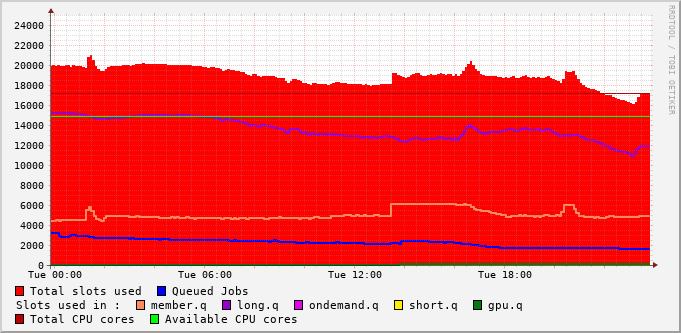 24000
22000
20000
18000
16000
14000
12000
10000
8000
6000
4000
2000
0
Tue 00:00 Tue 06:00 Tue 12:00 Tue 18:00
RRDTOOL / TOBI OETIKER
Total slots used Queued Jobs
Slots used in : member.q long.q ondemand.q short.q gpu.q
Total CPU cores Available CPU cores